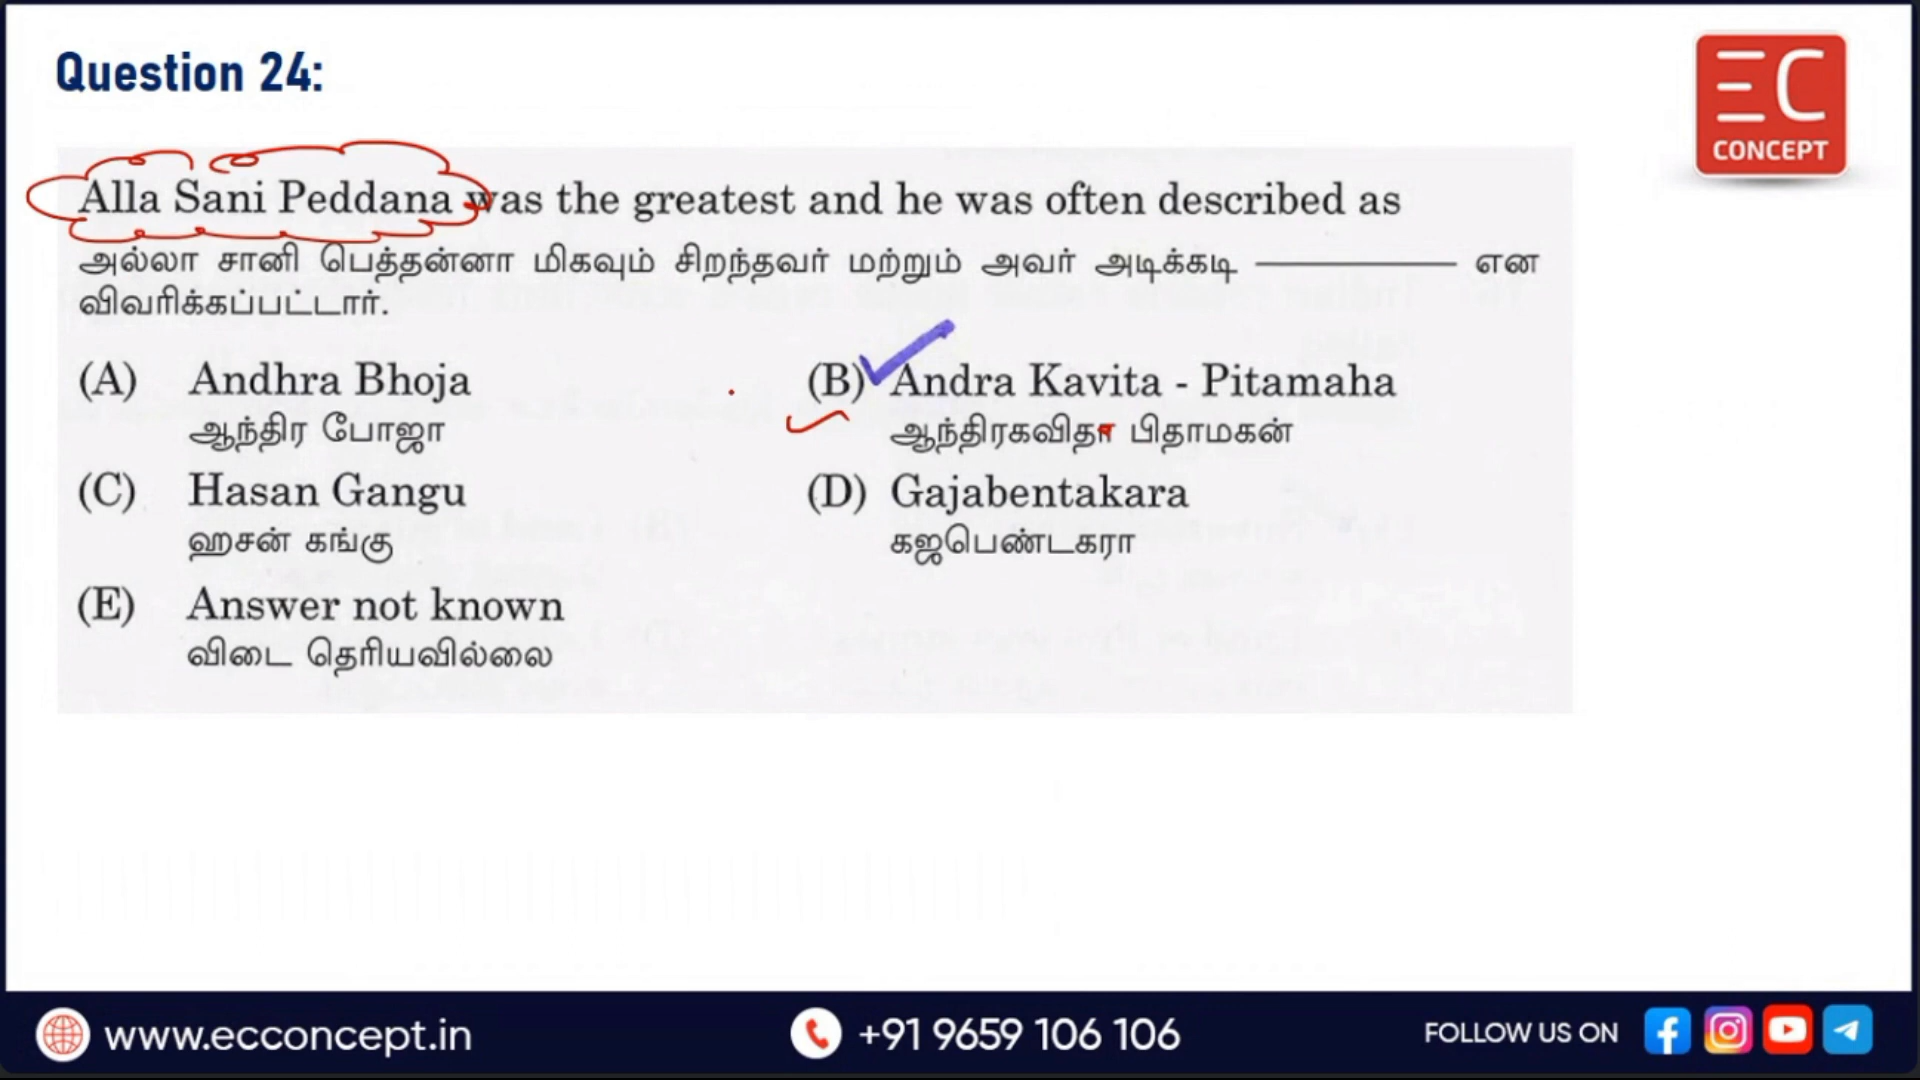 Question 24:
EC
CONCEPT
Alla Sani Peddana was the greatest and he was often described as
அல்லா சானி பெத்தன்னா மிகவும் சிறந்தவர் மற்றும் அவர் அடிக்கடி ———— என
விவரிக்கப்பட்டார்.
(A) Andhra Bhoja
ஆந்திர போஜா
(B) Andra Kavita - Pitamaha
ஆந்திரகவிதா பிதாமகன்
(C) Hasan Gangu
ஹசன் கங்கு
(D) Gajabentakara
கஜபெண்டகரா
(E) Answer not known
விடை தெரியவில்லை
www.ecconcept.in
+91 9659 106 106
FOLLOW US ON